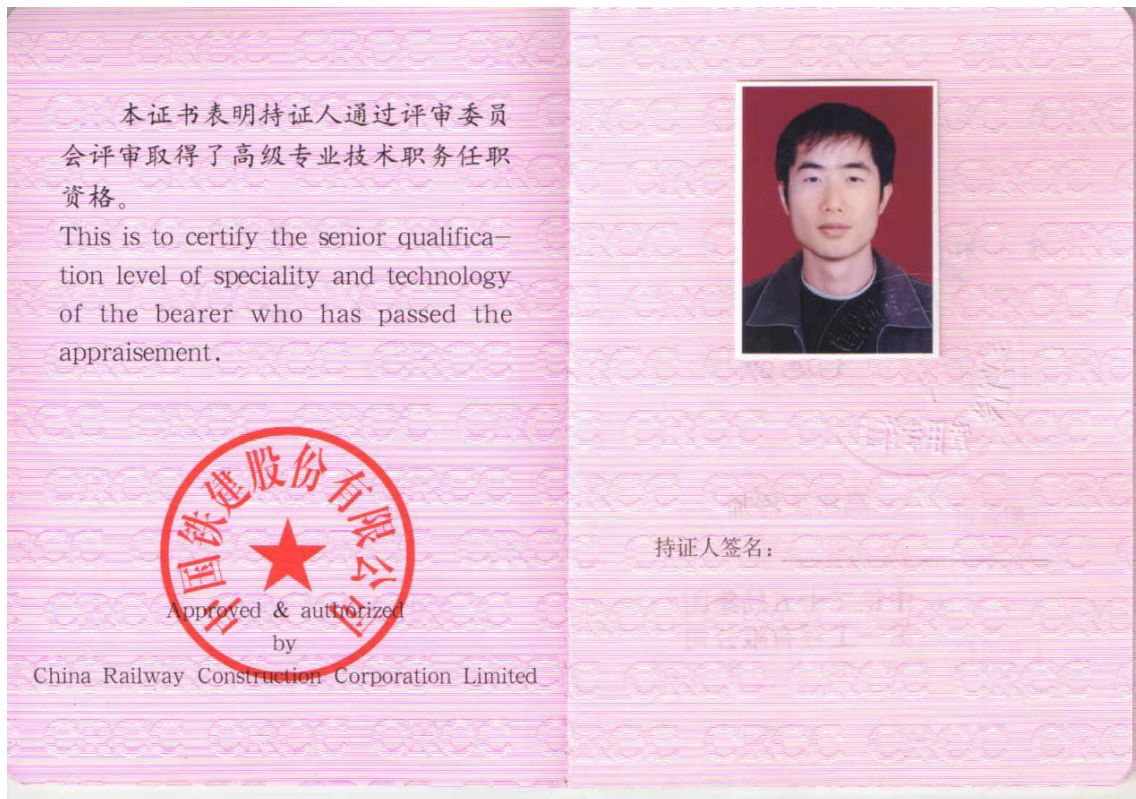 本证书表明持证人通过评审委员
会评审取得了高级专业技术职务任职
资格。
This is to certify the senior qualifica-
tion level of speciality and technology
of the bearer who has passed the
appraisement.
中国铁建股份有限公司
Approved & authorized
by
China Railway Construction Corporation Limited
持证人签名：